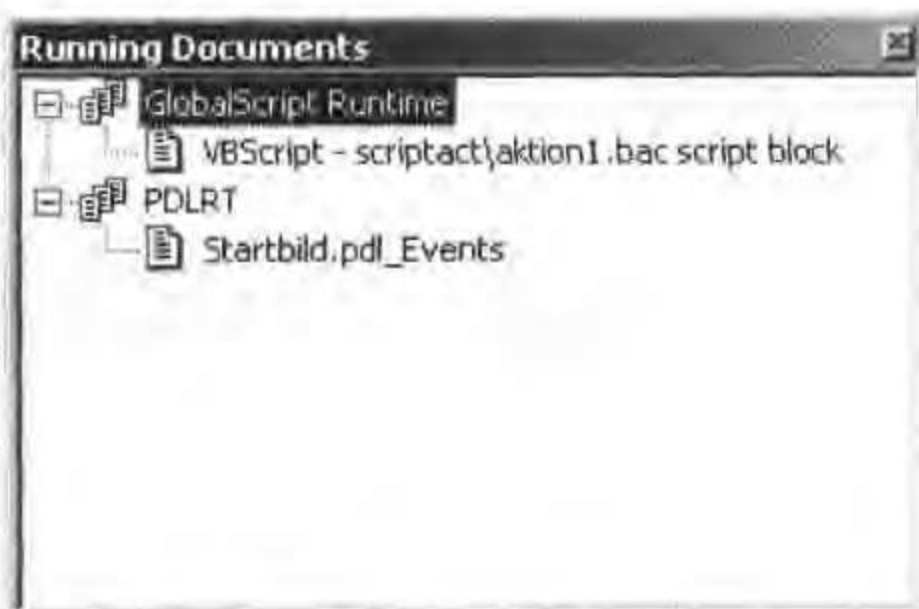 Running Documents
GlobalScript Runtime
VBScript - scriptact\aktion1.bac script block
PDLRT
Startbild.pdl_Events